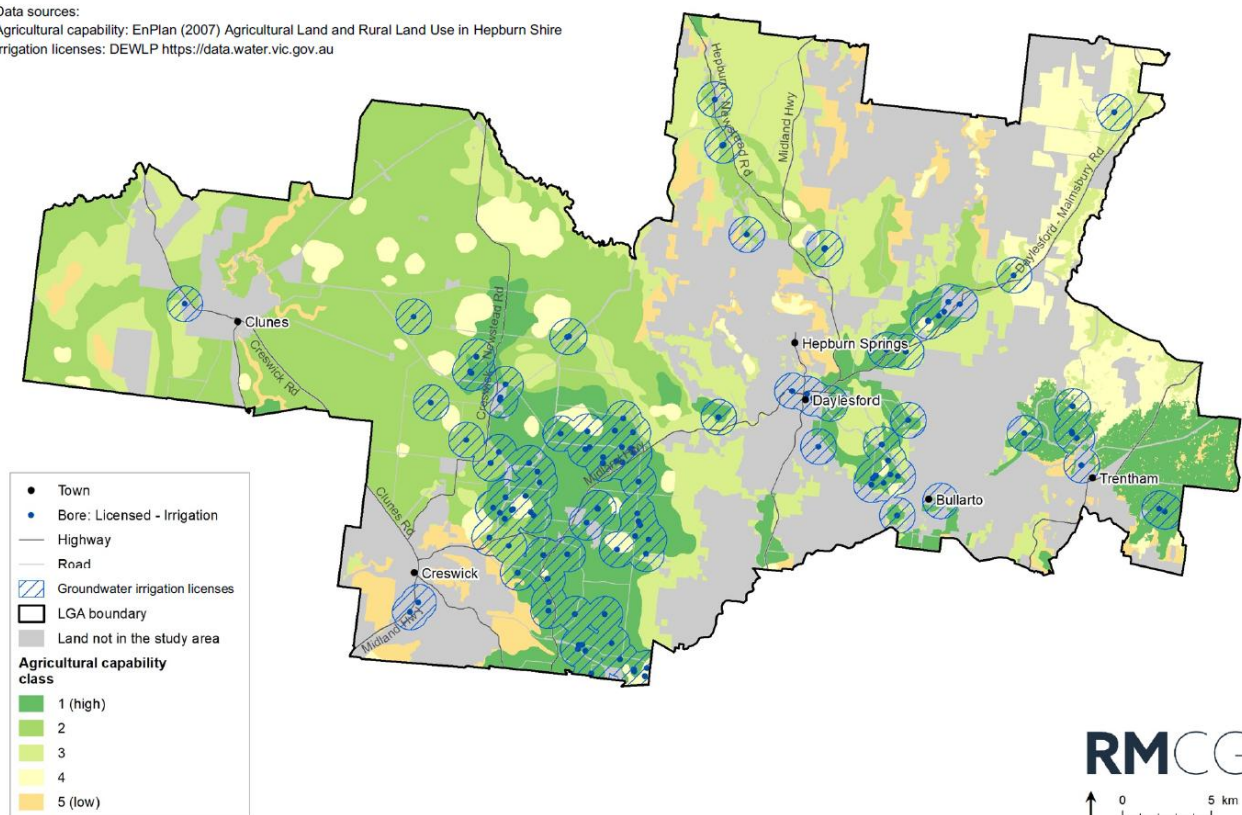 Data sources:
Agricultural capability: EnPlan (2007) Agricultural Land and Rural Land Use in Hepburn Shire
Irrigation licenses: DEWLP https://data.water.vic.gov.au
Hepburn - Newstead Rd
Midland Hwy
Daylesford - Malmsbury Rd
Clunes
Creswick Rd
Creswick Newstead Rd
Hepburn Springs
Daylesford
Midland Hwy
Trentham
Bullarto
Clunes Rd
Creswick
Midland Hwy
Town
Bore: Licensed - Irrigation
Highway
Road
Groundwater irrigation licenses
LGA boundary
Land not in the study area
Agricultural capability
class
1 (high)
2
3
4
5 (low)
RMCG
0 5 km